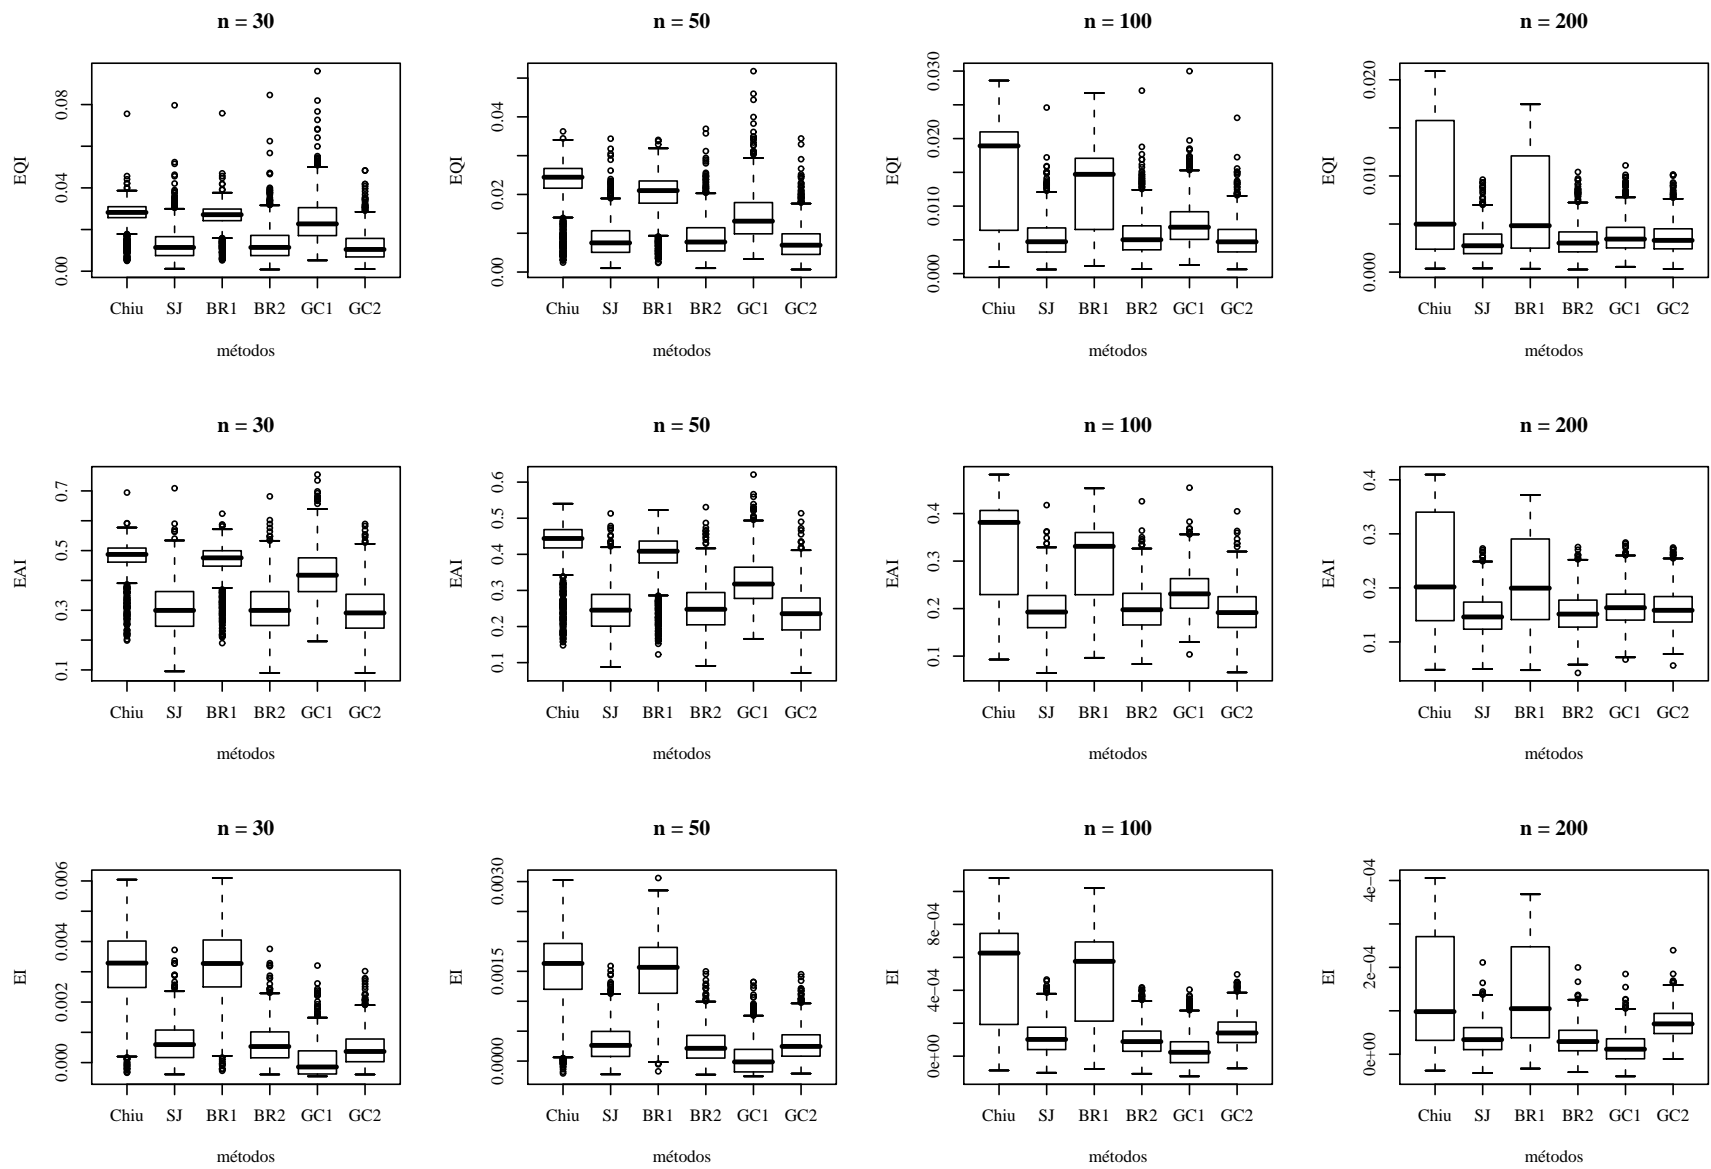 n = 30
n = 50
n = 100
n = 200
EQI
0.00 0.04 0.08
Chiu SJ BR1 BR2 GC1 GC2
métodos
EQI
0.00 0.02 0.04
Chiu SJ BR1 BR2 GC1 GC2
métodos
EQI
0.000 0.010 0.020 0.030
Chiu SJ BR1 BR2 GC1 GC2
métodos
EQI
0.000 0.010 0.020
Chiu SJ BR1 BR2 GC1 GC2
métodos
n = 30
n = 50
n = 100
n = 200
EAI
0.1 0.3 0.5 0.7
Chiu SJ BR1 BR2 GC1 GC2
métodos
EAI
0.1 0.2 0.3 0.4 0.5 0.6
Chiu SJ BR1 BR2 GC1 GC2
métodos
EAI
0.1 0.2 0.3 0.4
Chiu SJ BR1 BR2 GC1 GC2
métodos
EAI
0.1 0.2 0.3 0.4
Chiu SJ BR1 BR2 GC1 GC2
métodos
n = 30
n = 50
n = 100
n = 200
EI
0.000 0.002 0.004 0.006
Chiu SJ BR1 BR2 GC1 GC2
métodos
EI
0.0000 0.0015 0.0030
Chiu SJ BR1 BR2 GC1 GC2
métodos
EI
0e+00 4e−04 8e−04
Chiu SJ BR1 BR2 GC1 GC2
métodos
EI
0e+00 2e−04 4e−04
Chiu SJ BR1 BR2 GC1 GC2
métodos